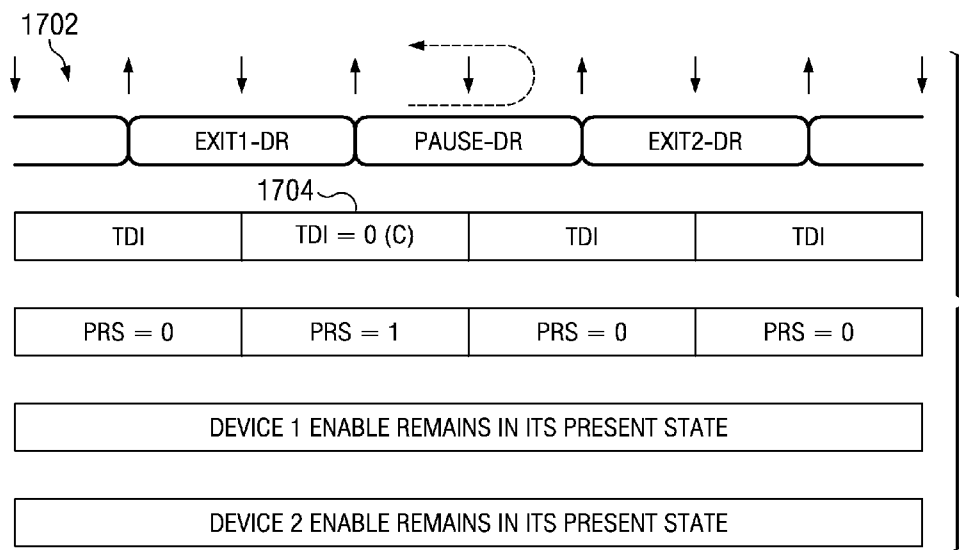 1702
EXIT1-DR PAUSE-DR EXIT2-DR
1704
TDI TDI = 0 (C) TDI TDI
PRS = 0 PRS = 1 PRS = 0 PRS = 0
DEVICE 1 ENABLE REMAINS IN ITS PRESENT STATE
DEVICE 2 ENABLE REMAINS IN ITS PRESENT STATE